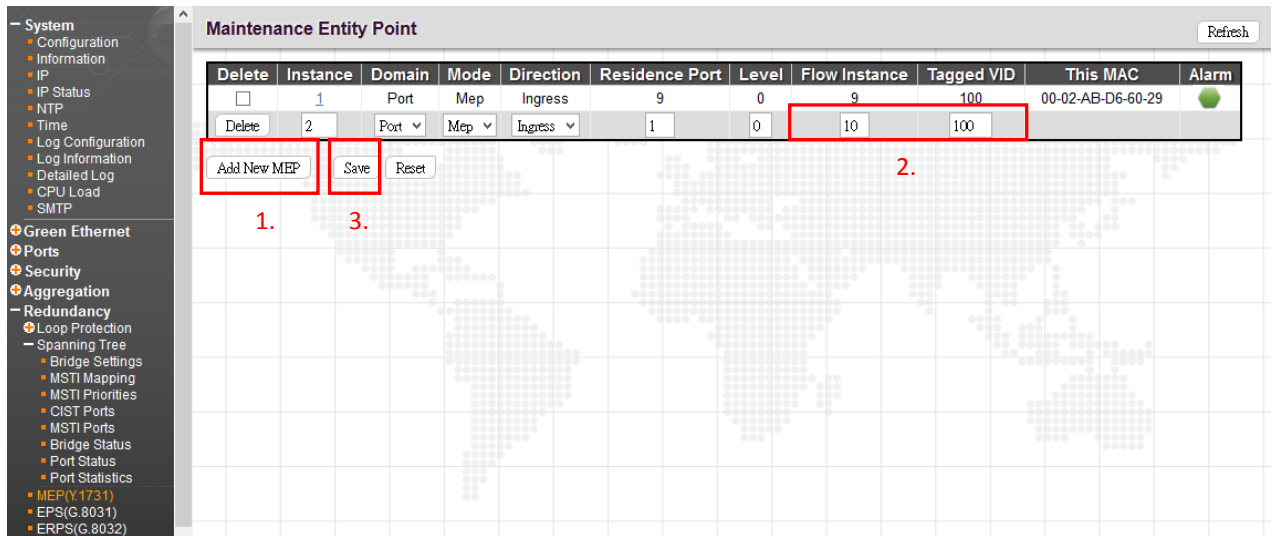 System
Configuration
Information
IP
IP Status
NTP
Time
Log Configuration
Log Information
Detailed Log
CPU Load
SMTP
Green Ethernet
Ports
Security
Aggregation
Redundancy
Loop Protection
Spanning Tree
Bridge Settings
MSTI Mapping
MSTI Priorities
CIST Ports
MSTI Ports
Bridge Status
Port Status
Port Statistics
MEP(Y.1731)
EPS(G.8031)
ERPS(G.8032)
Maintenance Entity Point Refresh
Delete Instance Domain Mode Direction Residence Port Level Flow Instance Tagged VID This MAC Alarm
1 Port Mep Ingress 9 0 9 100 00-02-AB-D6-60-29
Delete 2 Port Mep Ingress 1 0 10 100
Add New MEP Save Reset 2.
1. 3.